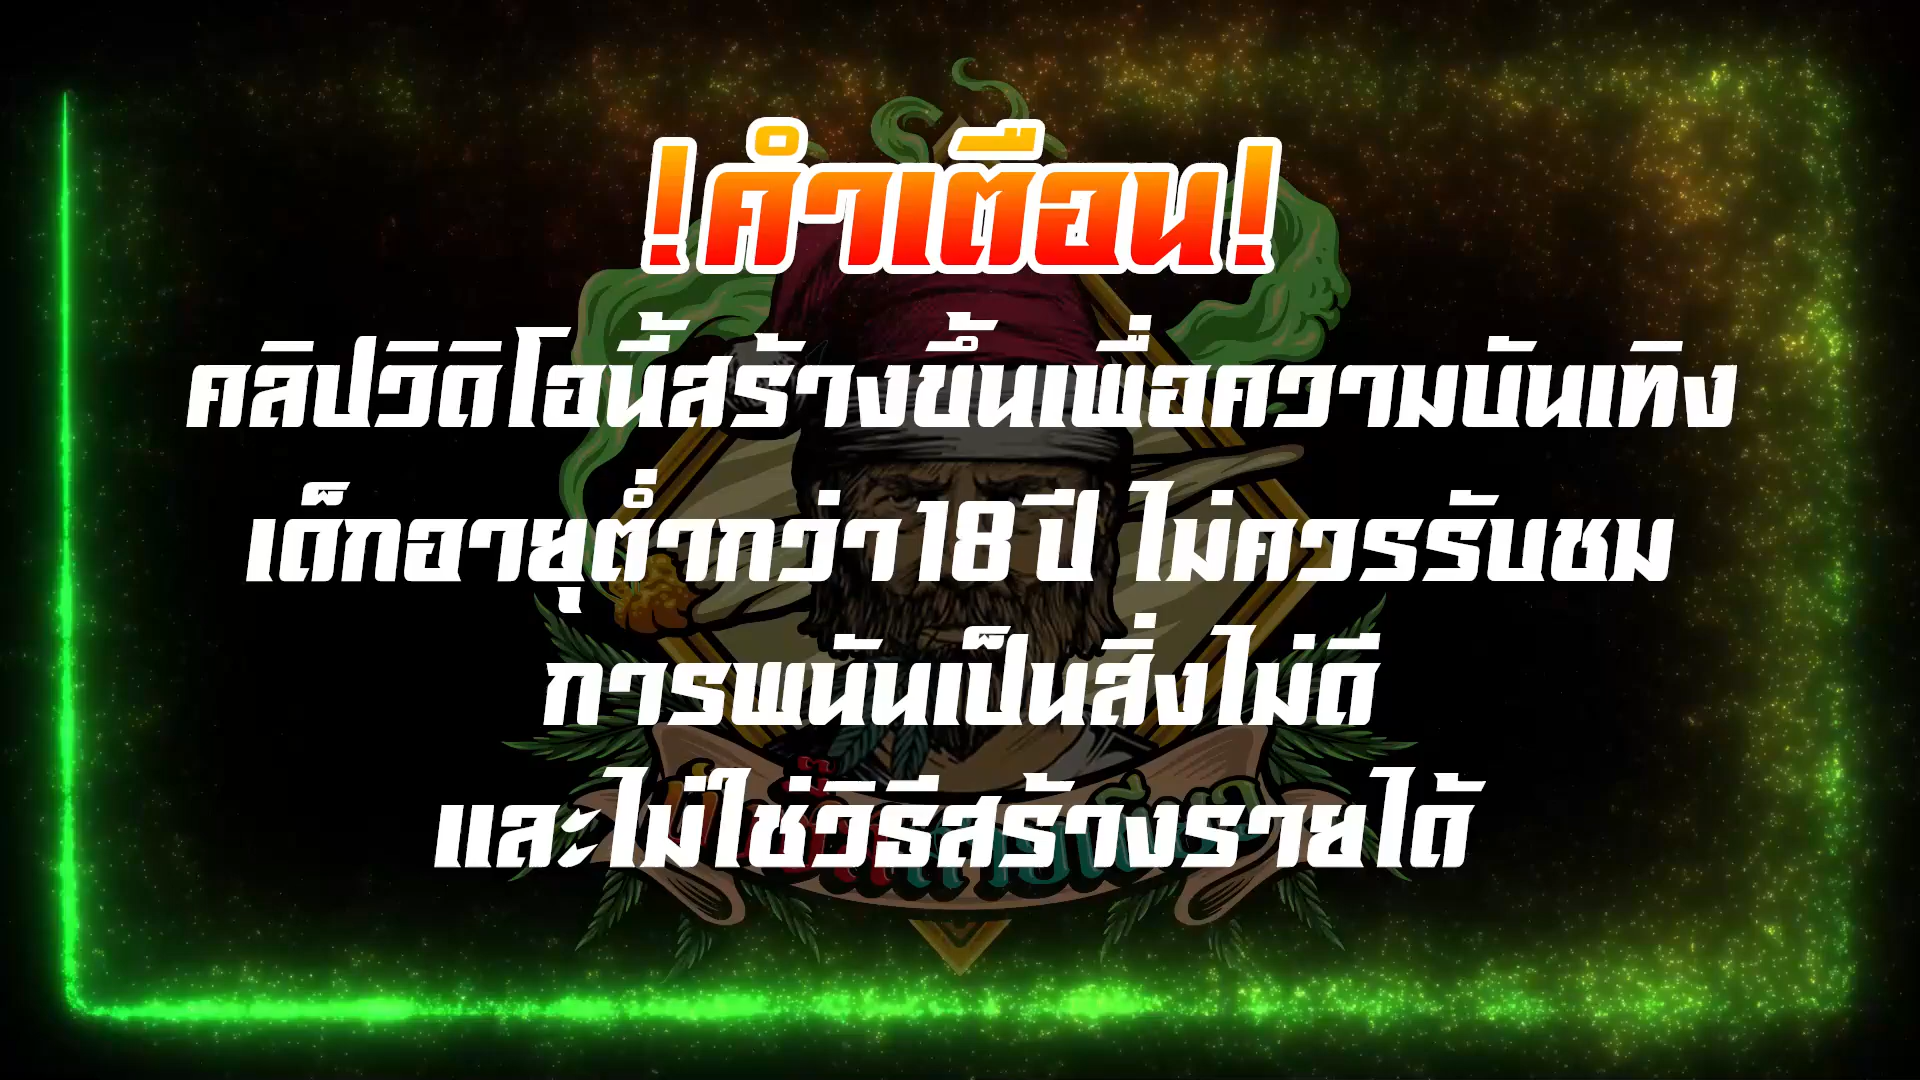 !คำเตือน!
คลิปวิดิโอนี้สร้างขึ้นเพื่อความบันเทิง
เด็กอายุต่ำกว่า 18 ปี ไม่ควรรับชม
การพนันเป็นสิ่งไม่ดี
และไม่ใช่วิธีสร้างรายได้